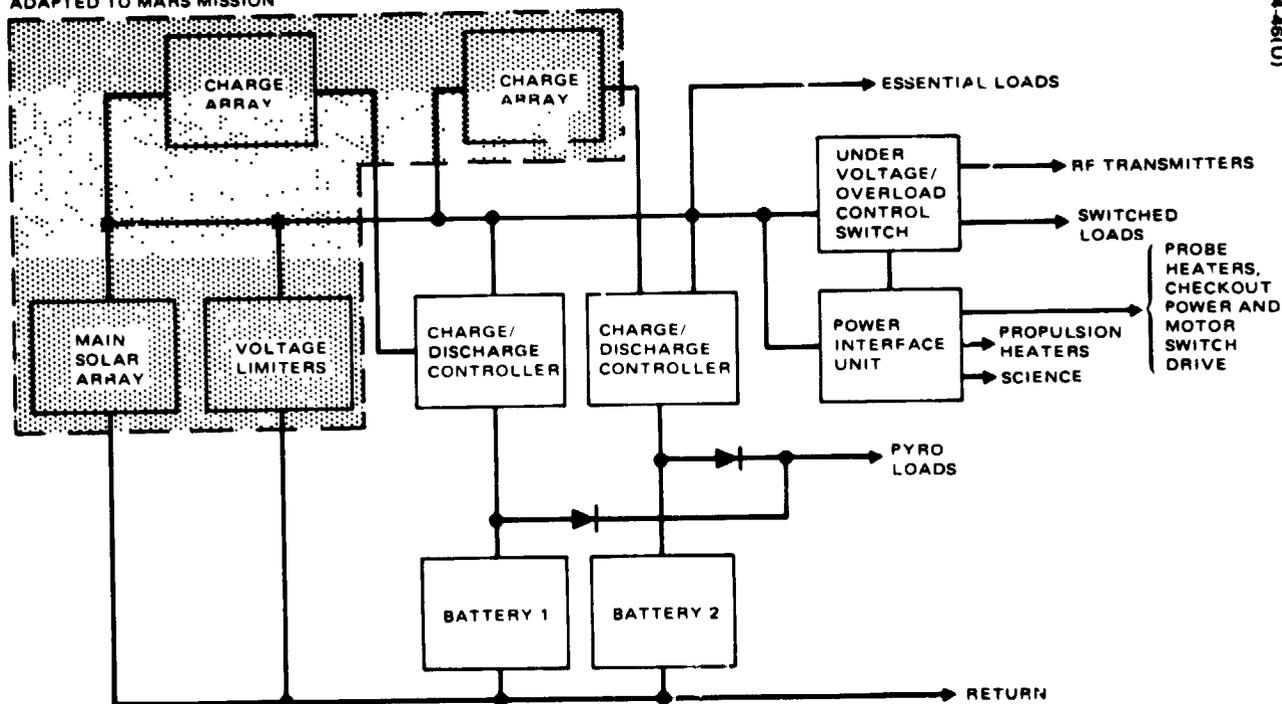 ADAPTED TO MARS MISSION
CHARGE
ARRAY
CHARGE
ARRAY
ESSENTIAL LOADS
UNDER
VOLTAGE/
OVERLOAD
CONTROL
SWITCH
RF TRANSMITTERS
SWITCHED
LOADS
MAIN
SOLAR
ARRAY
VOLTAGE
LIMITERS
CHARGE/
DISCHARGE
CONTROLLER
CHARGE/
DISCHARGE
CONTROLLER
POWER
INTERFACE
UNIT
PROBE
HEATERS,
CHECKOUT
POWER AND
MOTOR
SWITCH
DRIVE
PROPULSION
HEATERS
SCIENCE
PYRO
LOADS
BATTERY 1
BATTERY 2
RETURN